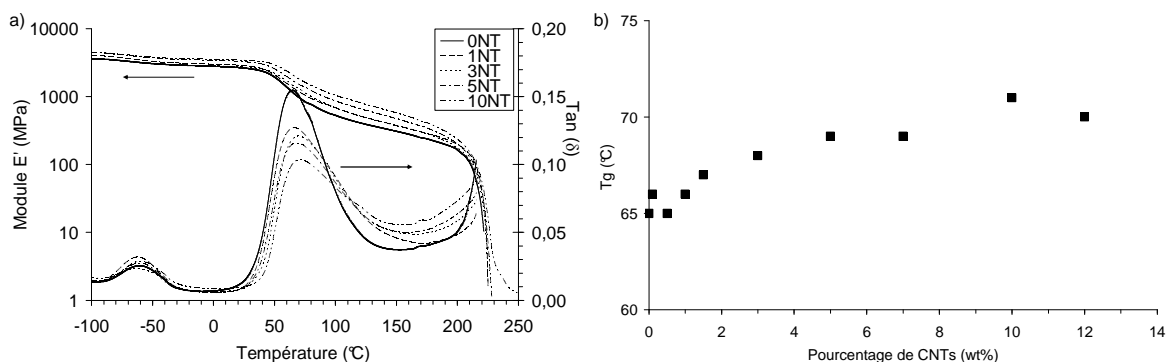 a)
10000
1000
100
10
1
Module E' (MPa)
-100 -50 0 50 100 150 200 250
Température (°C)
0,20
0,15
0,10
0,05
0,00
Tan (δ)
0NT
1NT
3NT
5NT
10NT
b)
75
70
65
60
Tg (°C)
0 2 4 6 8 10 12 14
Pourcentage de CNTs (wt%)